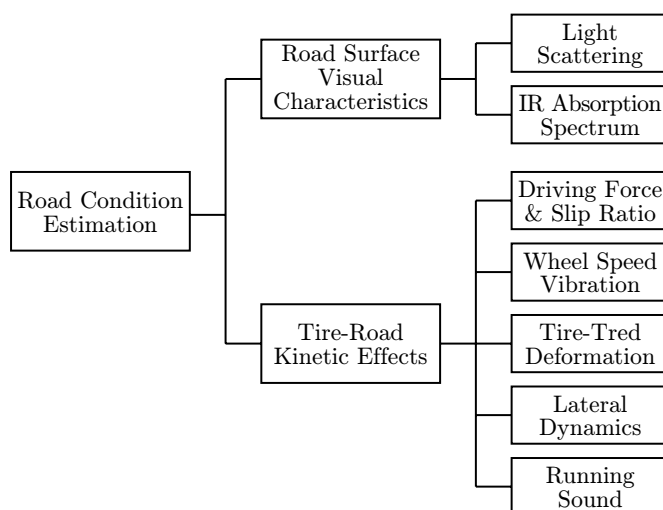 Road Condition
Estimation
Road Surface
Visual
Characteristics
Light
Scattering
IR Absorption
Spectrum
Tire-Road
Kinetic Effects
Driving Force
& Slip Ratio
Wheel Speed
Vibration
Tire-Tred
Deformation
Lateral
Dynamics
Running
Sound